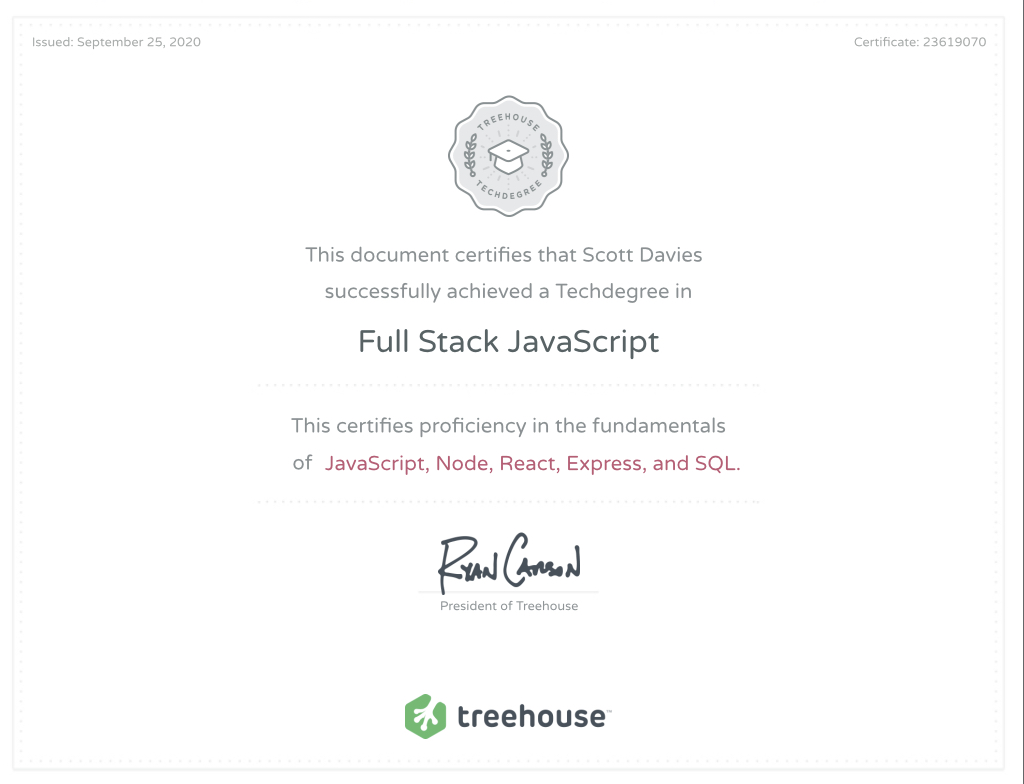 Issued: September 25, 2020
Certificate: 23619070
TREEHOUSE
TECHDEGREE
This document certifies that Scott Davies
successfully achieved a Techdegree in
Full Stack JavaScript
This certifies proficiency in the fundamentals
of JavaScript, Node, React, Express, and SQL.
Ryan Carson
President of Treehouse
treehouse™